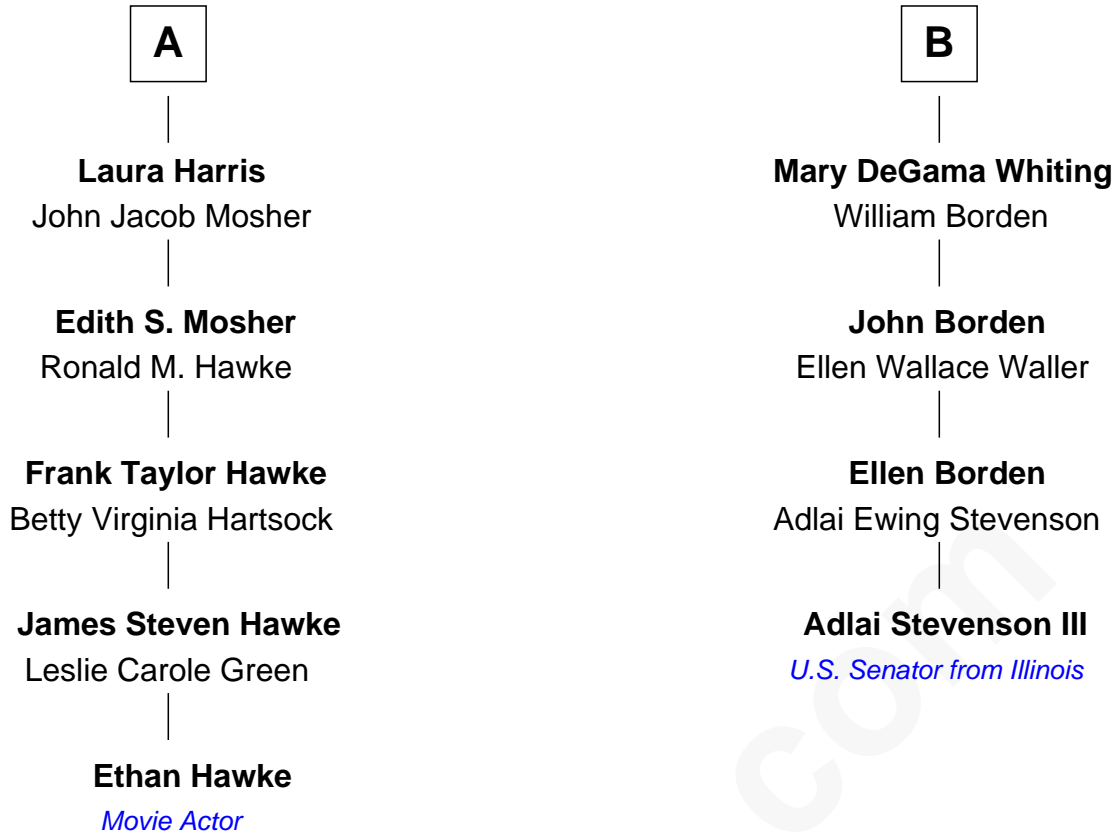 A
Laura Harris
John Jacob Mosher
Edith S. Mosher
Ronald M. Hawke
Frank Taylor Hawke
Betty Virginia Hartsock
James Steven Hawke
Leslie Carole Green
Ethan Hawke
Movie Actor
B
Mary DeGama Whiting
William Borden
John Borden
Ellen Wallace Waller
Ellen Borden
Adlai Ewing Stevenson
Adlai Stevenson III
U.S. Senator from Illinois
com